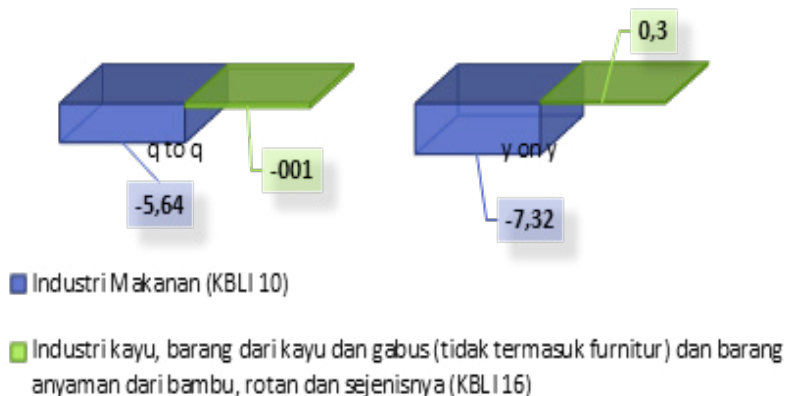 0,3
q to q
y on y
-001
-5,64
-7,32
Industri Makanan (KBLI 10)
Industri kayu, barang dari kayu dan gabus (tidak termasuk furnitur) dan barang
anyaman dari bambu, rotan dan sejenisnya (KBLI 16)